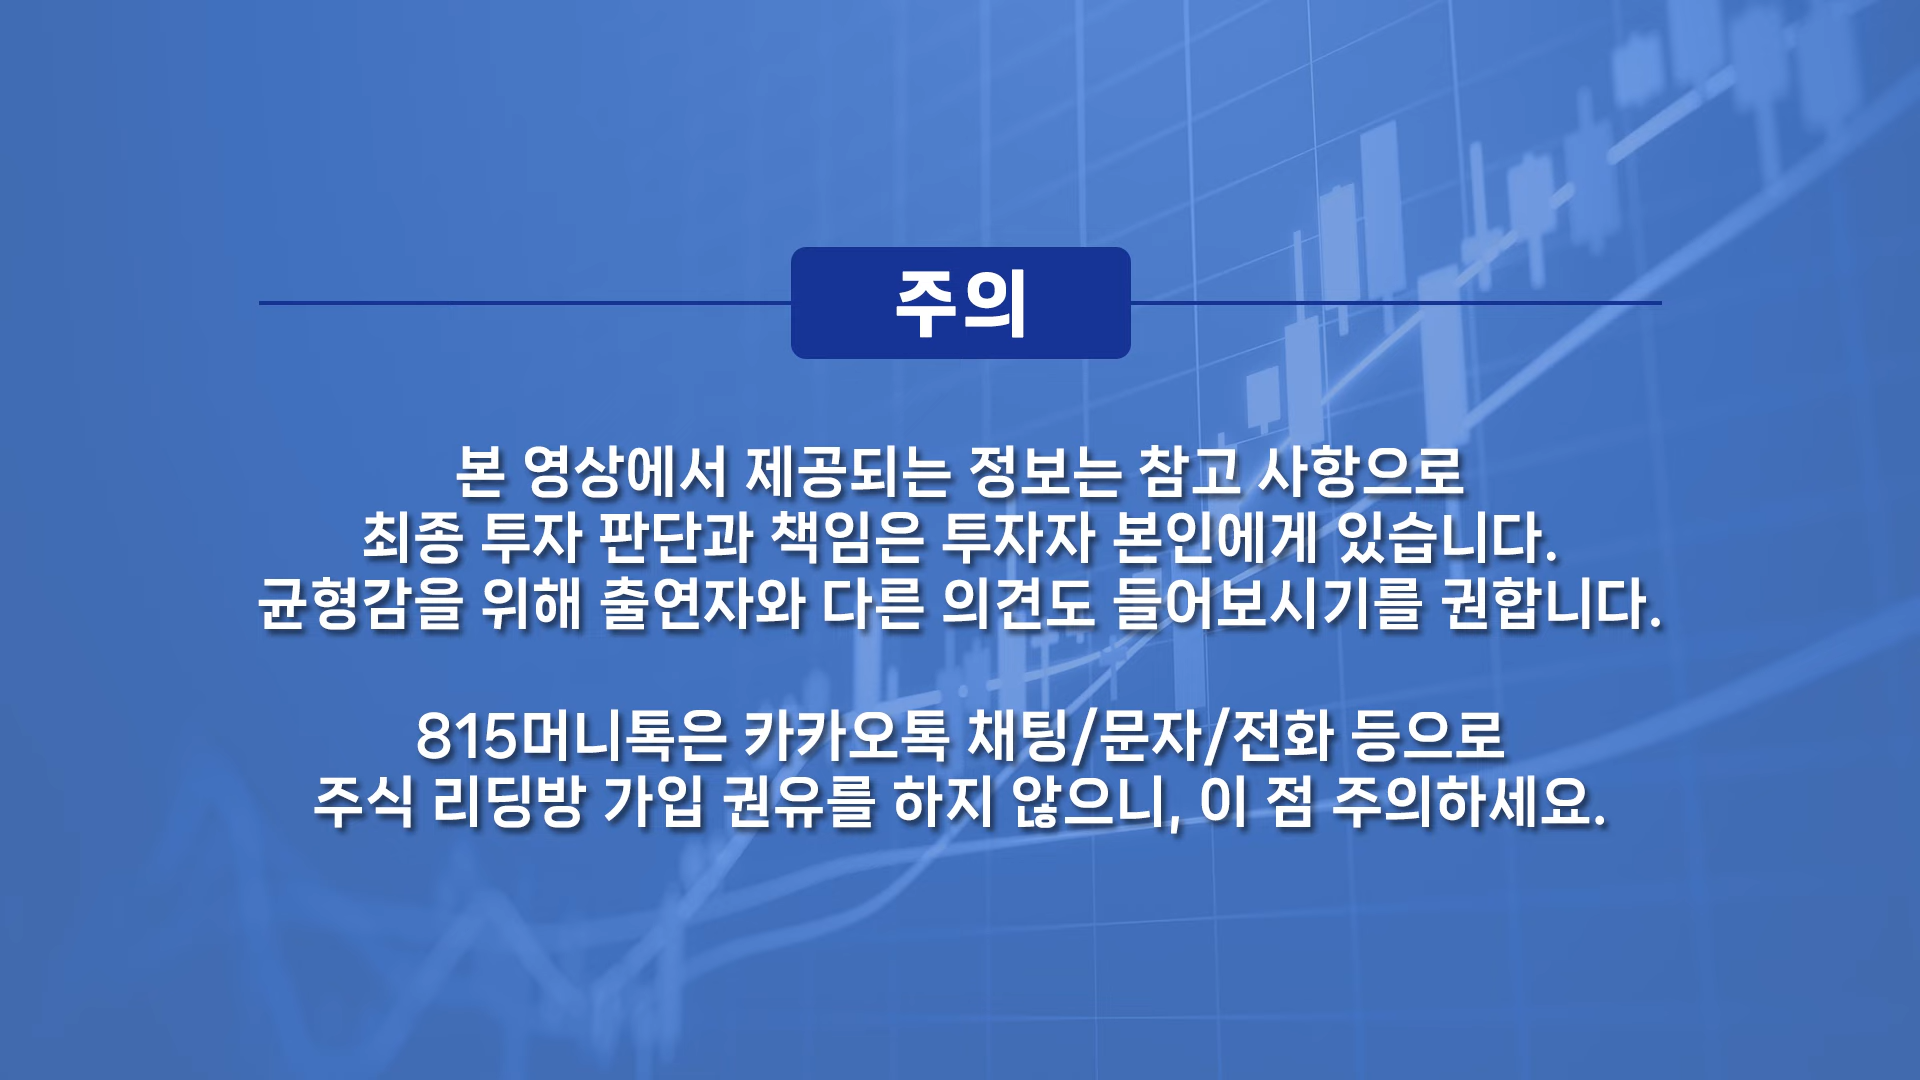 주의
본 영상에서 제공되는 정보는 참고 사항으로
최종 투자 판단과 책임은 투자자 본인에게 있습니다.
균형감을 위해 출연자와 다른 의견도 들어보시기를 권합니다.
815머니톡은 카카오톡 채팅/문자/전화 등으로
주식 리딩방 가입 권유를 하지 않으니, 이 점 주의하세요.